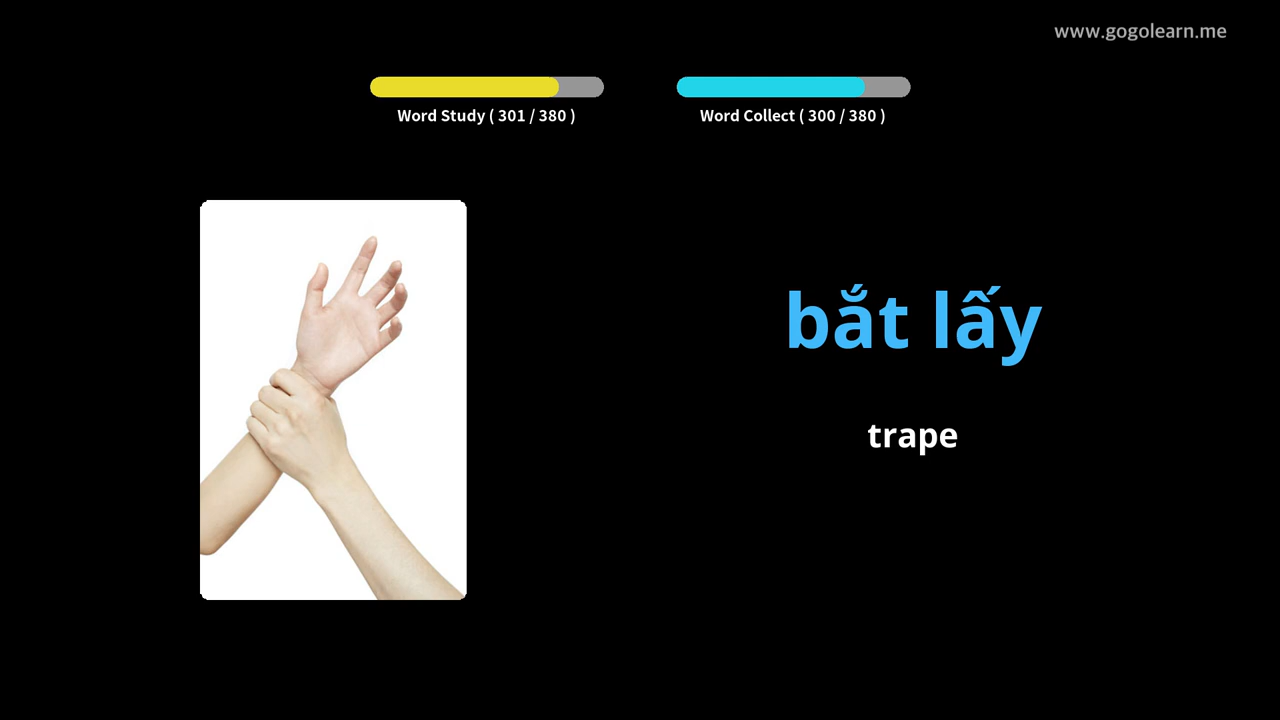 www.gogolearn.me
Word Study ( 301 / 380 )
Word Collect ( 300 / 380 )
bắt lấy
trape